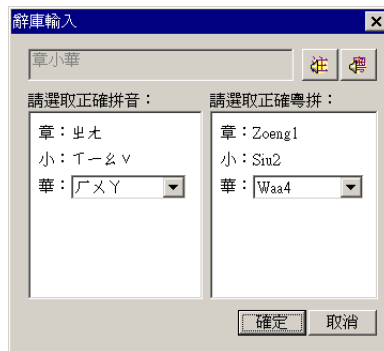 辭庫輸入
章小華
請選取正確拼音：
請選取正確粵拼：
章：ㄓㄤ
小：ㄒㄧㄠˇ
華：ㄏㄨㄚ
章：Zoeng1
小：Siu2
華：Waa4
確定
取消